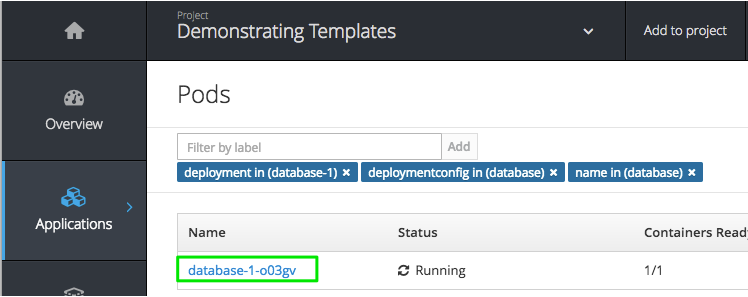 Project
Demonstrating Templates
Add to project
Overview
Applications
Pods
Filter by label
Add
deployment in (database-1) ×
deploymentconfig in (database) ×
name in (database) ×
Name
Status
Containers Ready
database-1-o03gv
Running
1/1